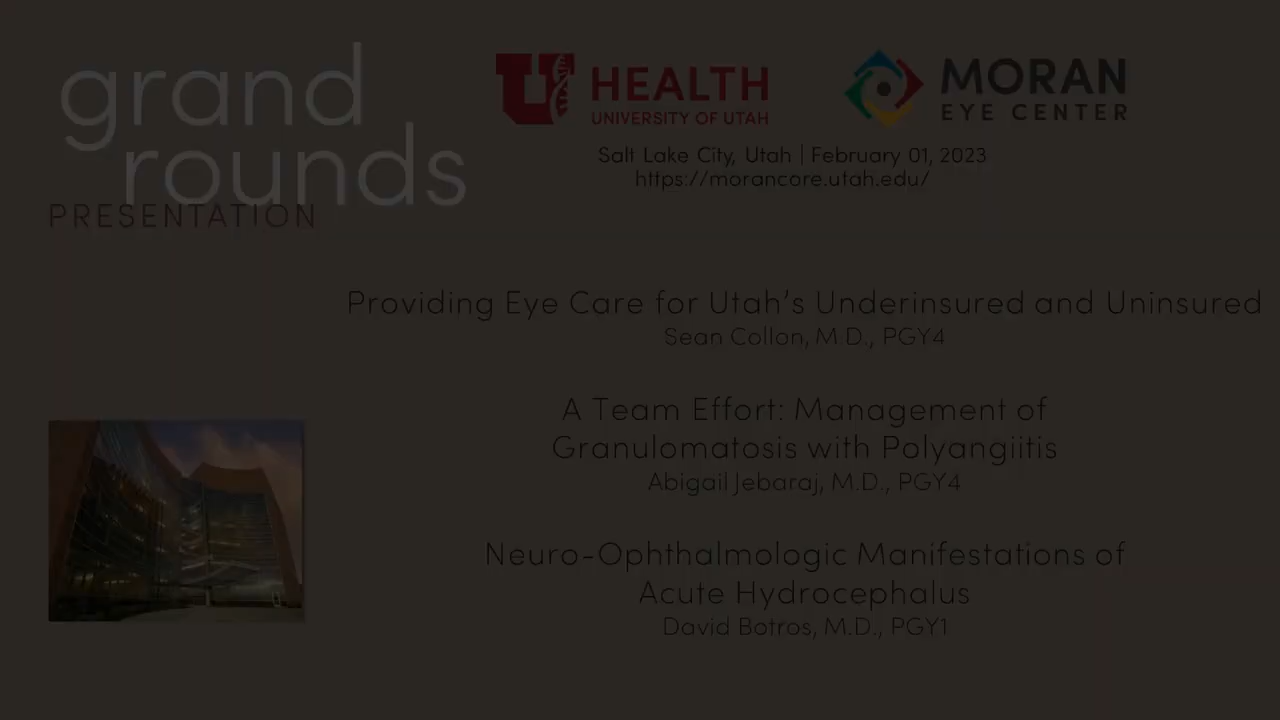 grand
rounds
PRESENTATION
U HEALTH
UNIVERSITY OF UTAH
MORAN
EYE CENTER
Salt Lake City, Utah | February 01, 2023
https://morancore.utah.edu/
Providing Eye Care for Utah's Underinsured and Uninsured
Sean Collon, M.D., PGY4
A Team Effort: Management of
Granulomatosis with Polyangiitis
Abigail Jebaraj, M.D., PGY4
Neuro-Ophthalmologic Manifestations of
Acute Hydrocephalus
David Botros, M.D., PGY1